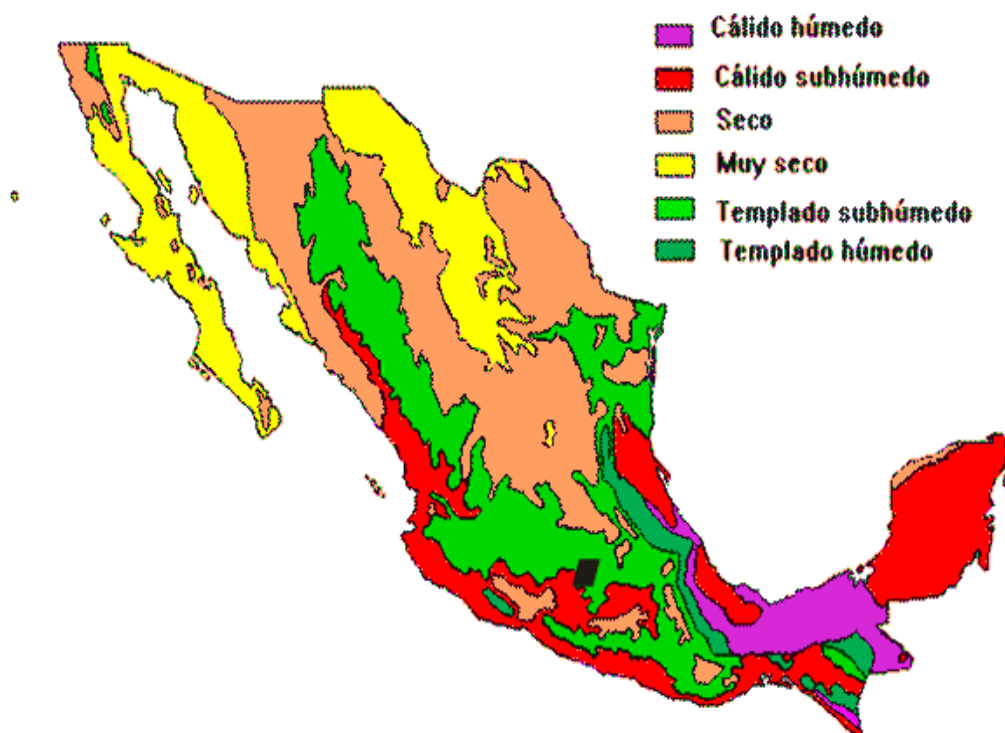 Cálido húmedo
Cálido subhúmedo
Seco
Muy seco
Templado subhúmedo
Templado húmedo